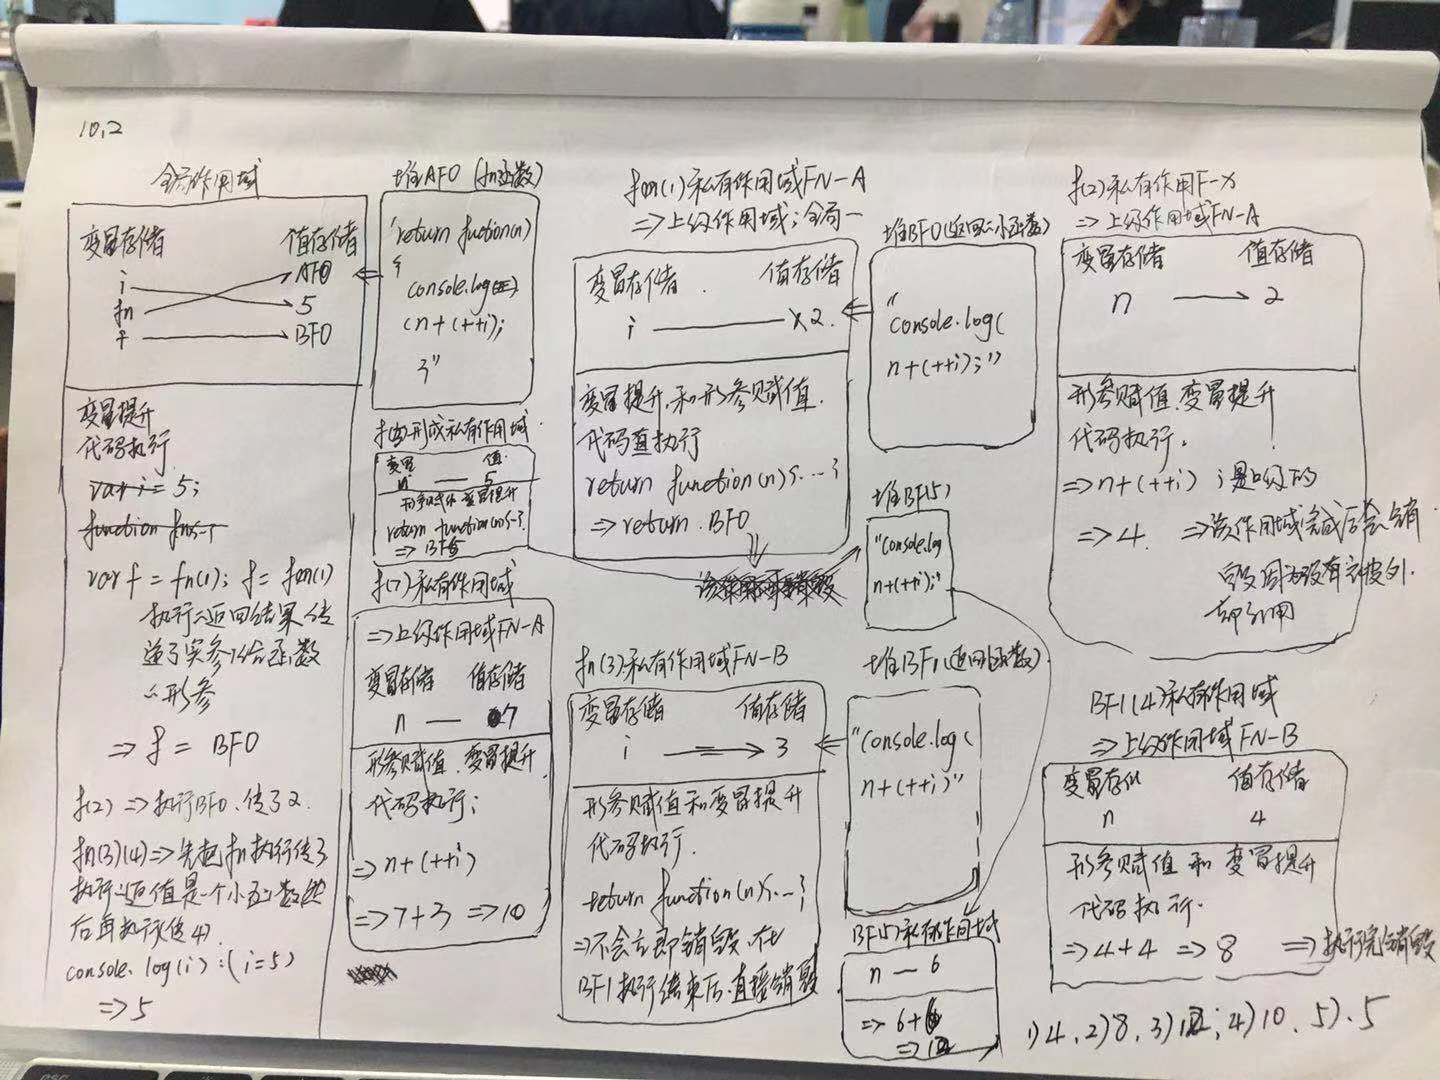 10.2
全局作用域
变量存储 值存储
i AF0
fn 5
f BF0
变量提升
代码执行
var i = 5;
function fn
var f = fn(1); f = fn(1)
执行 返回结果 传
递了实参1给函数
形参
=> f = BF0
f(2) => 执行BF0.传了2.
fn(3)(4) => 先把fn执行传了3
执行 返值是一个小函数然
后再执行(传4)
console.log(i):(i=5)
=> 5
堆AF0 (fn函数)
"return function(n)
{
console.log
(n+(++i);
}"
形成私有作用域.
变量 值.
n — 5
形参赋值 变量提升
return function(n){...}
=> BF5
f(7)私有作用域
=>上级作用域FN-A
变量存储 值存储
n — 7
形参赋值.变量提升.
代码执行:
=> n+(++i)
=> 7+3 => 10
fn(1)私有作用域FN-A
=>上级作用域:全局
变量存储. 值存储
i —— 2.
变量提升.和形参赋值.
代码执行
return function(n){...}
=> return BF0
堆BF0(返回小函数)
"console.log(
n+(++i);")
堆BF(5)
"console.log
n+(++i);"
fn(3)私有作用域FN-B
变量存储 值存储
i => 3
形参赋值和变量提升
代码执行.
return function(n){...}
=>不会立即销毁.在
BF1执行结束后.直接销毁
堆BF1(返回函数)
"console.log(
n+(++i)"
BF(5)私有作用域
n — 6
=> 6+6
=> 12
f(2)私有作用F-
=>上级作用域FN-A
变量存储 值存储
n → 2
形参赋值.变量提升
代码执行.
=> n+(++i) i是上级的
=> 4. =>该作用域完成后会销
毁因为没有被外
部引用
BF1(4)私有作用域
=>上级作用域FN-B
变量存储 值存储
n 4
形参赋值 和 变量提升
代码执行.
=> 4+4 => 8 => 执行完销毁
1)4、2)8、3)12; 4)10、5)、5